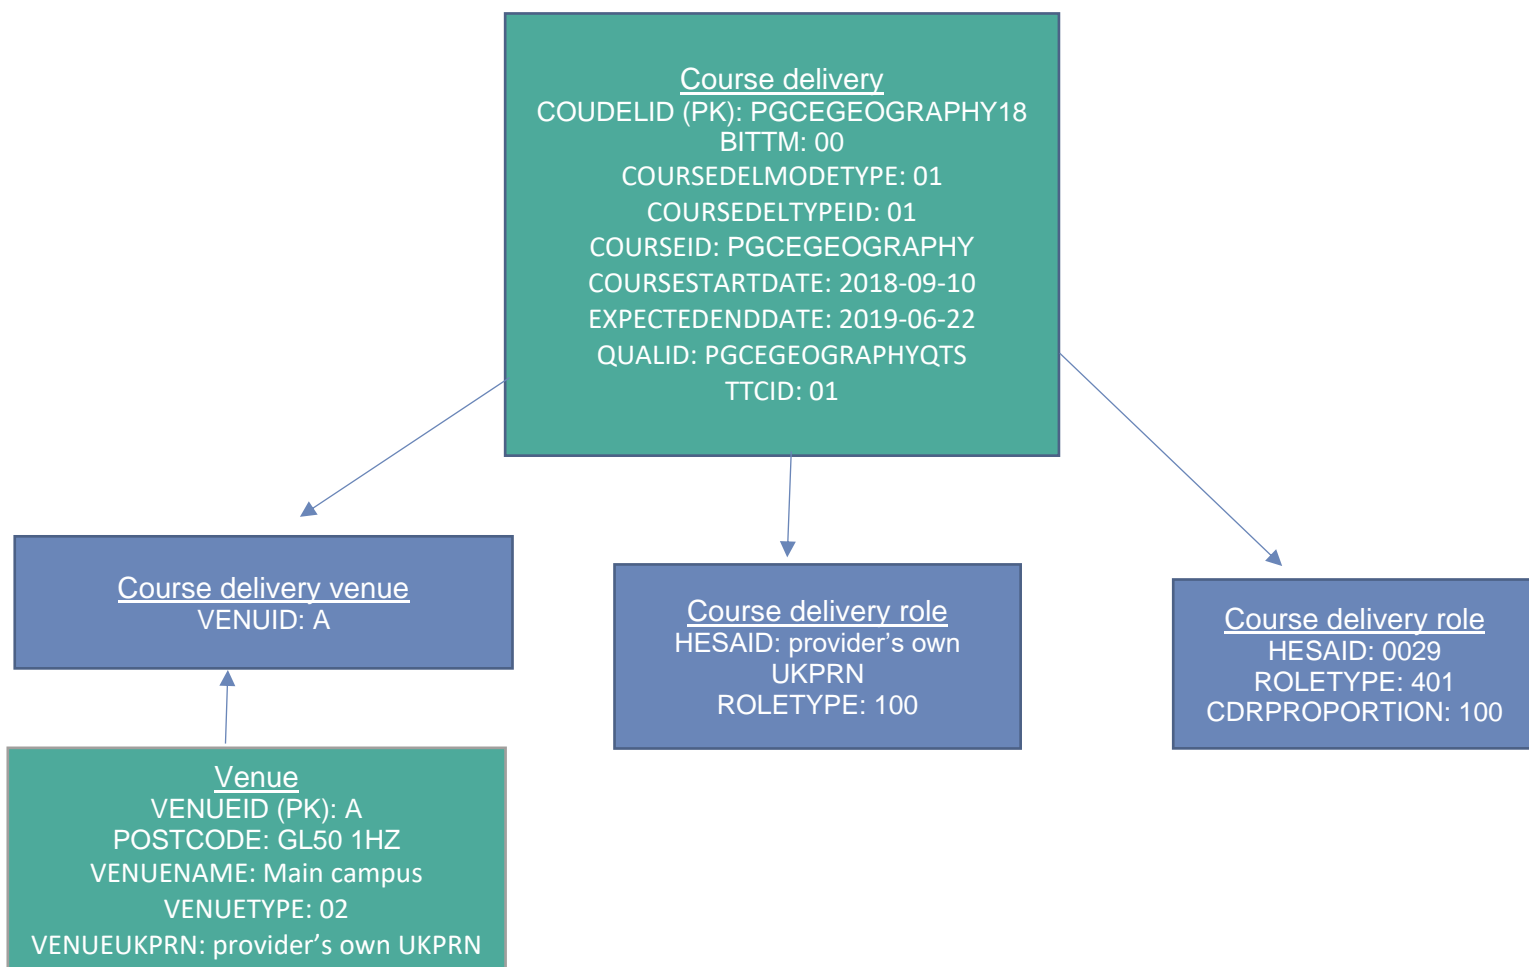 Course delivery
COUDELID (PK): PGCEGEOGRAPHY18
BITTM: 00
COURSEDELMODETYPE: 01
COURSEDELTYPEID: 01
COURSEID: PGCEGEOGRAPHY
COURSESTARTDATE: 2018-09-10
EXPECTEDENDDATE: 2019-06-22
QUALID: PGCEGEOGRAPHYQTS
TTCID: 01
Course delivery venue
VENUID: A
Course delivery role
HESAID: provider’s own
UKPRN
ROLETYPE: 100
Course delivery role
HESAID: 0029
ROLETYPE: 401
CDRPROPORTION: 100
Venue
VENUEID (PK): A
POSTCODE: GL50 1HZ
VENUENAME: Main campus
VENUETYPE: 02
VENUEUKPRN: provider’s own UKPRN